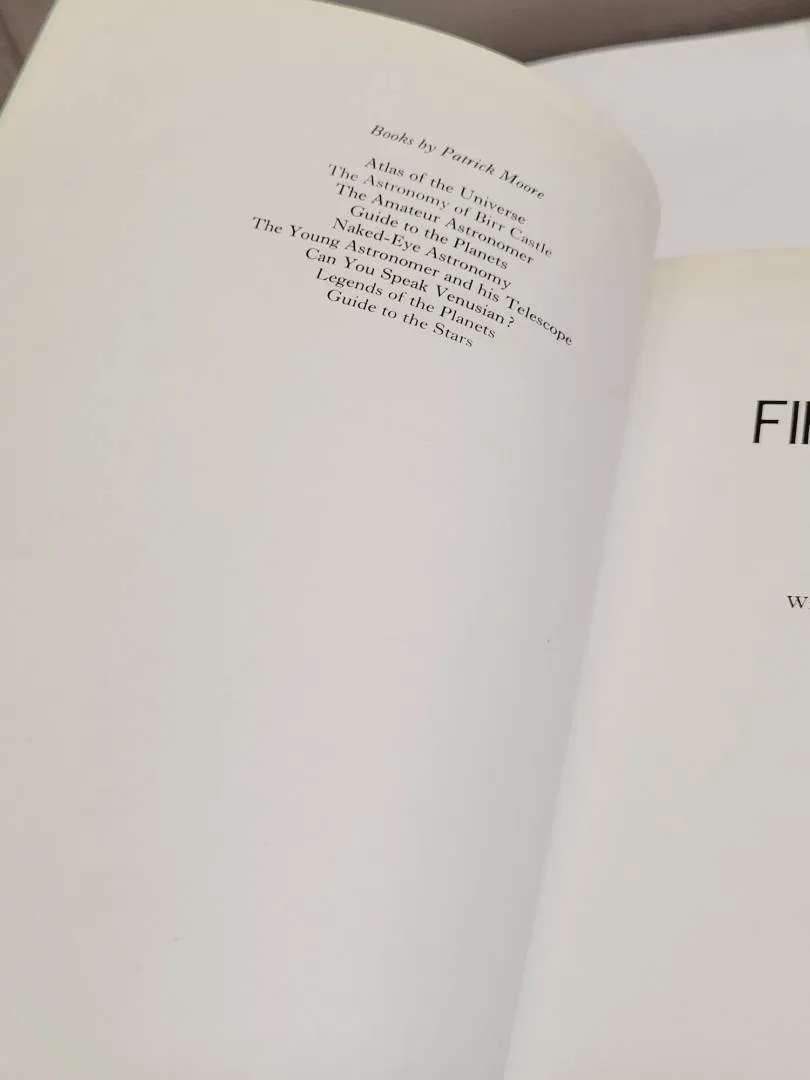 Books by Patrick Moore
Atlas of the Universe
The Astronomy of Birr Castle
The Amateur Astronomer
Guide to the Planets
Naked-Eye Astronomy
The Young Astronomer and his Telescope
Can You Speak Venusian?
Legends of the Planets
Guide to the Stars